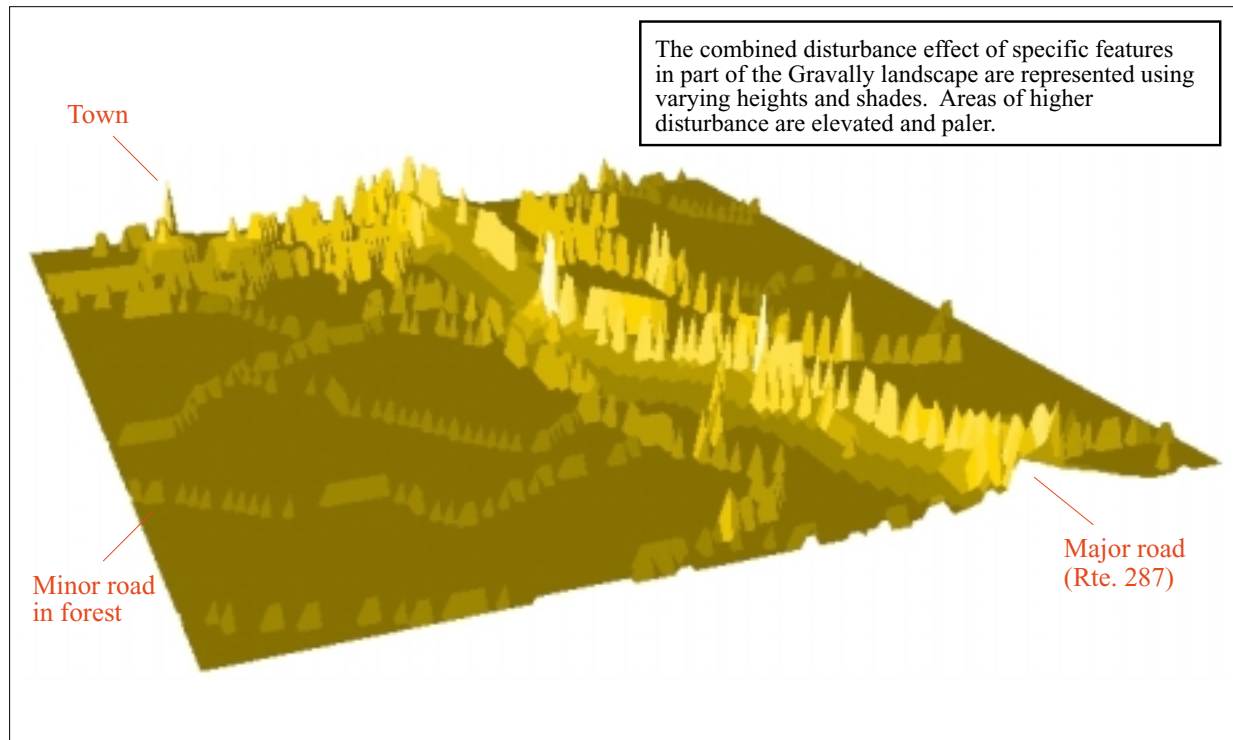 The combined disturbance effect of specific features
in part of the Gravally landscape are represented using
varying heights and shades.  Areas of higher
disturbance are elevated and paler.
Town
Minor road
in forest
Major road
(Rte. 287)